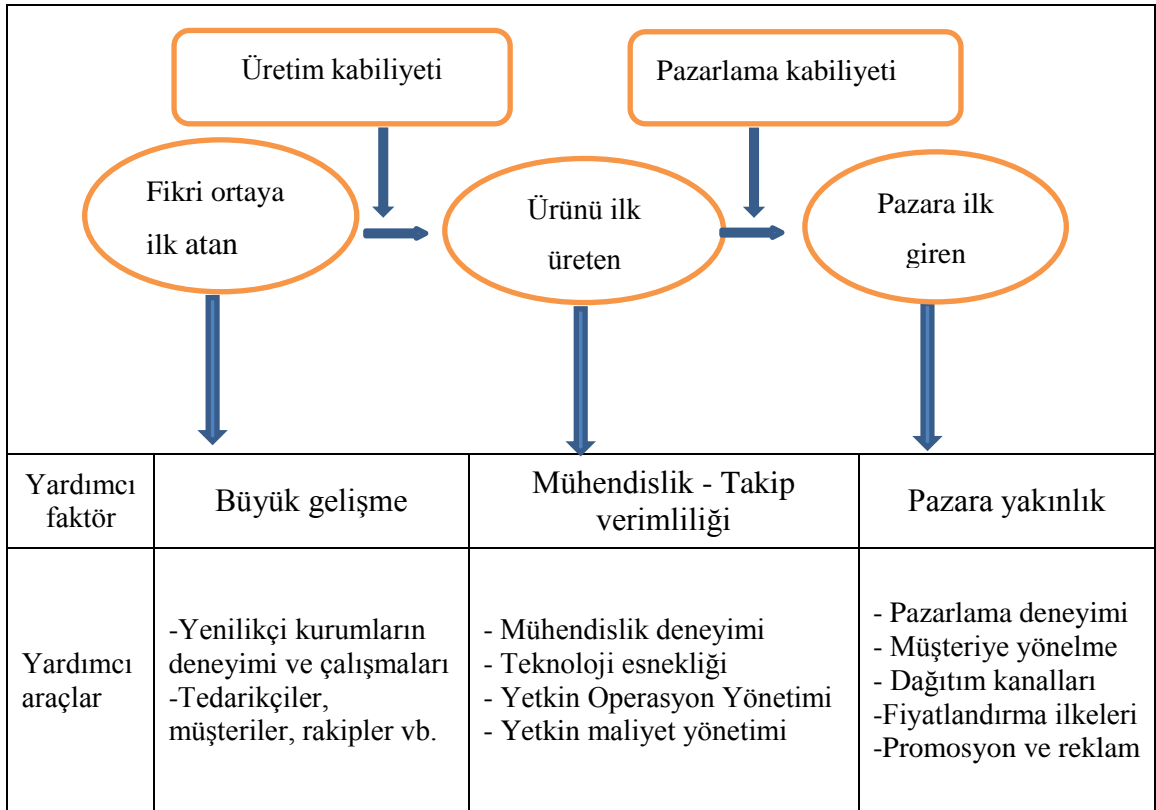 Üretim kabiliyeti
Pazarlama kabiliyeti
Fikri ortaya
ilk atan
Ürünü ilk
üreten
Pazara ilk
giren
Yardımcı
faktör
Büyük gelişme
Mühendislik - Takip
verimliliği
Pazara yakınlık
Yardımcı
araçlar
-Yenilikçi kurumların
deneyimi ve çalışmaları
-Tedarikçiler,
müşteriler, rakipler vb.
- Mühendislik deneyimi
- Teknoloji esnekliği
- Yetkin Operasyon Yönetimi
- Yetkin maliyet yönetimi
- Pazarlama deneyimi
- Müşteriye yönelme
- Dağıtım kanalları
-Fiyatlandırma ilkeleri
-Promosyon ve reklam